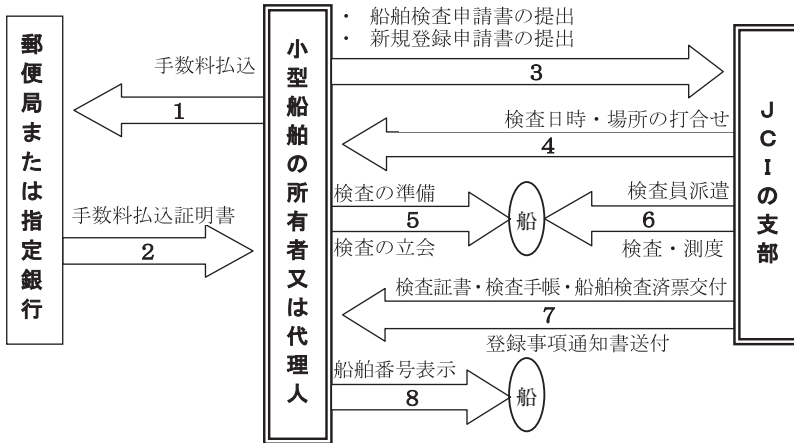 ・ 船舶検査申請書の提出
・ 新規登録申請書の提出
郵便局または指定銀行
小型船舶の所有者又は代理人
JCIの支部
手数料払込
1
3
検査日時・場所の打合せ
4
手数料払込証明書
2
検査の準備
5
検査の立会
船
検査員派遣
6
検査・測度
検査証書・検査手帳・船舶検査済票交付
7
登録事項通知書送付
船舶番号表示
8
船